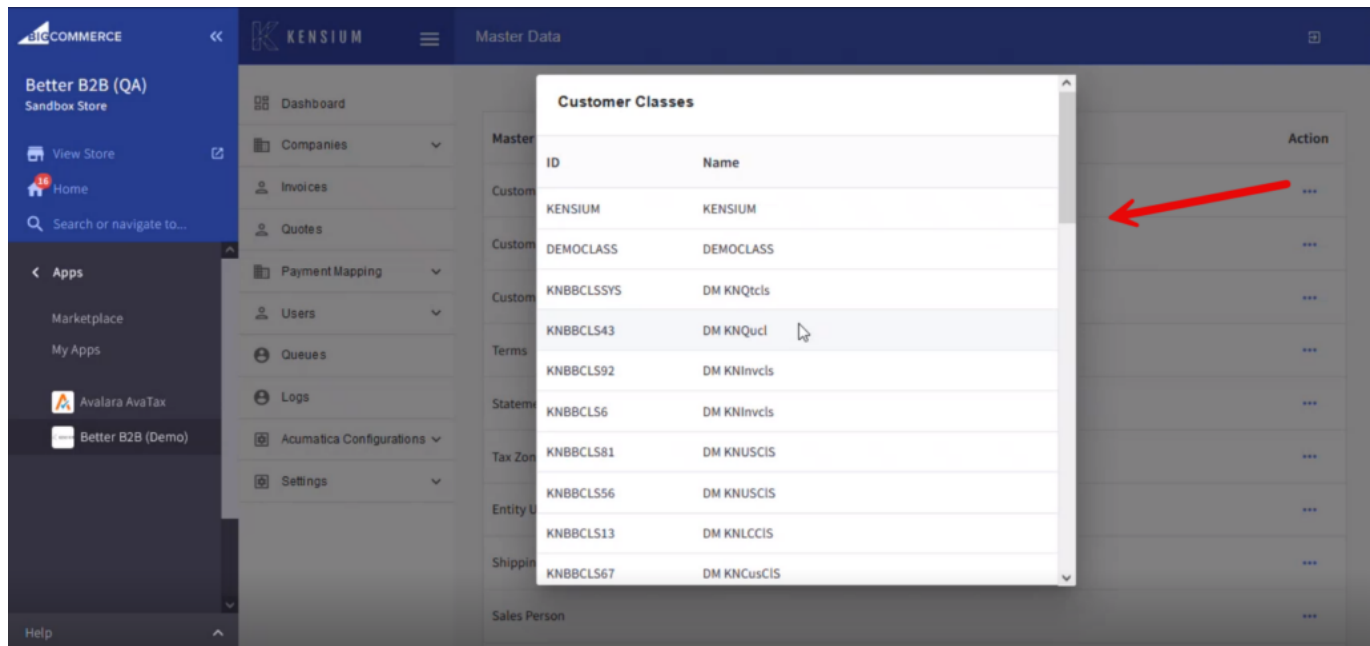 BIGCOMMERCE
Better B2B (QA)
Sandbox Store
View Store
16
Home
Search or navigate to...
Apps
Marketplace
My Apps
Avalara AvaTax
Better B2B (Demo)
Help
KENSIUM
Dashboard
Companies
Invoices
Quotes
Payment Mapping
Users
Queues
Logs
Acumatica Configurations
Settings
Master Data
Master
Action
Custom
Custom
Custom
Terms
Stateme
Tax Zon
Entity U
Shippin
Sales Person
Customer Classes
ID Name
KENSIUM KENSIUM
DEMOCLASS DEMOCLASS
KNBBCLSSYS DM KNQtcls
KNBBCLS43 DM KNQucl
KNBBCLS92 DM KNInvcls
KNBBCLS6 DM KNInvcls
KNBBCLS81 DM KNUSClS
KNBBCLS56 DM KNUSClS
KNBBCLS13 DM KNLCClS
KNBBCLS67 DM KNCusClS